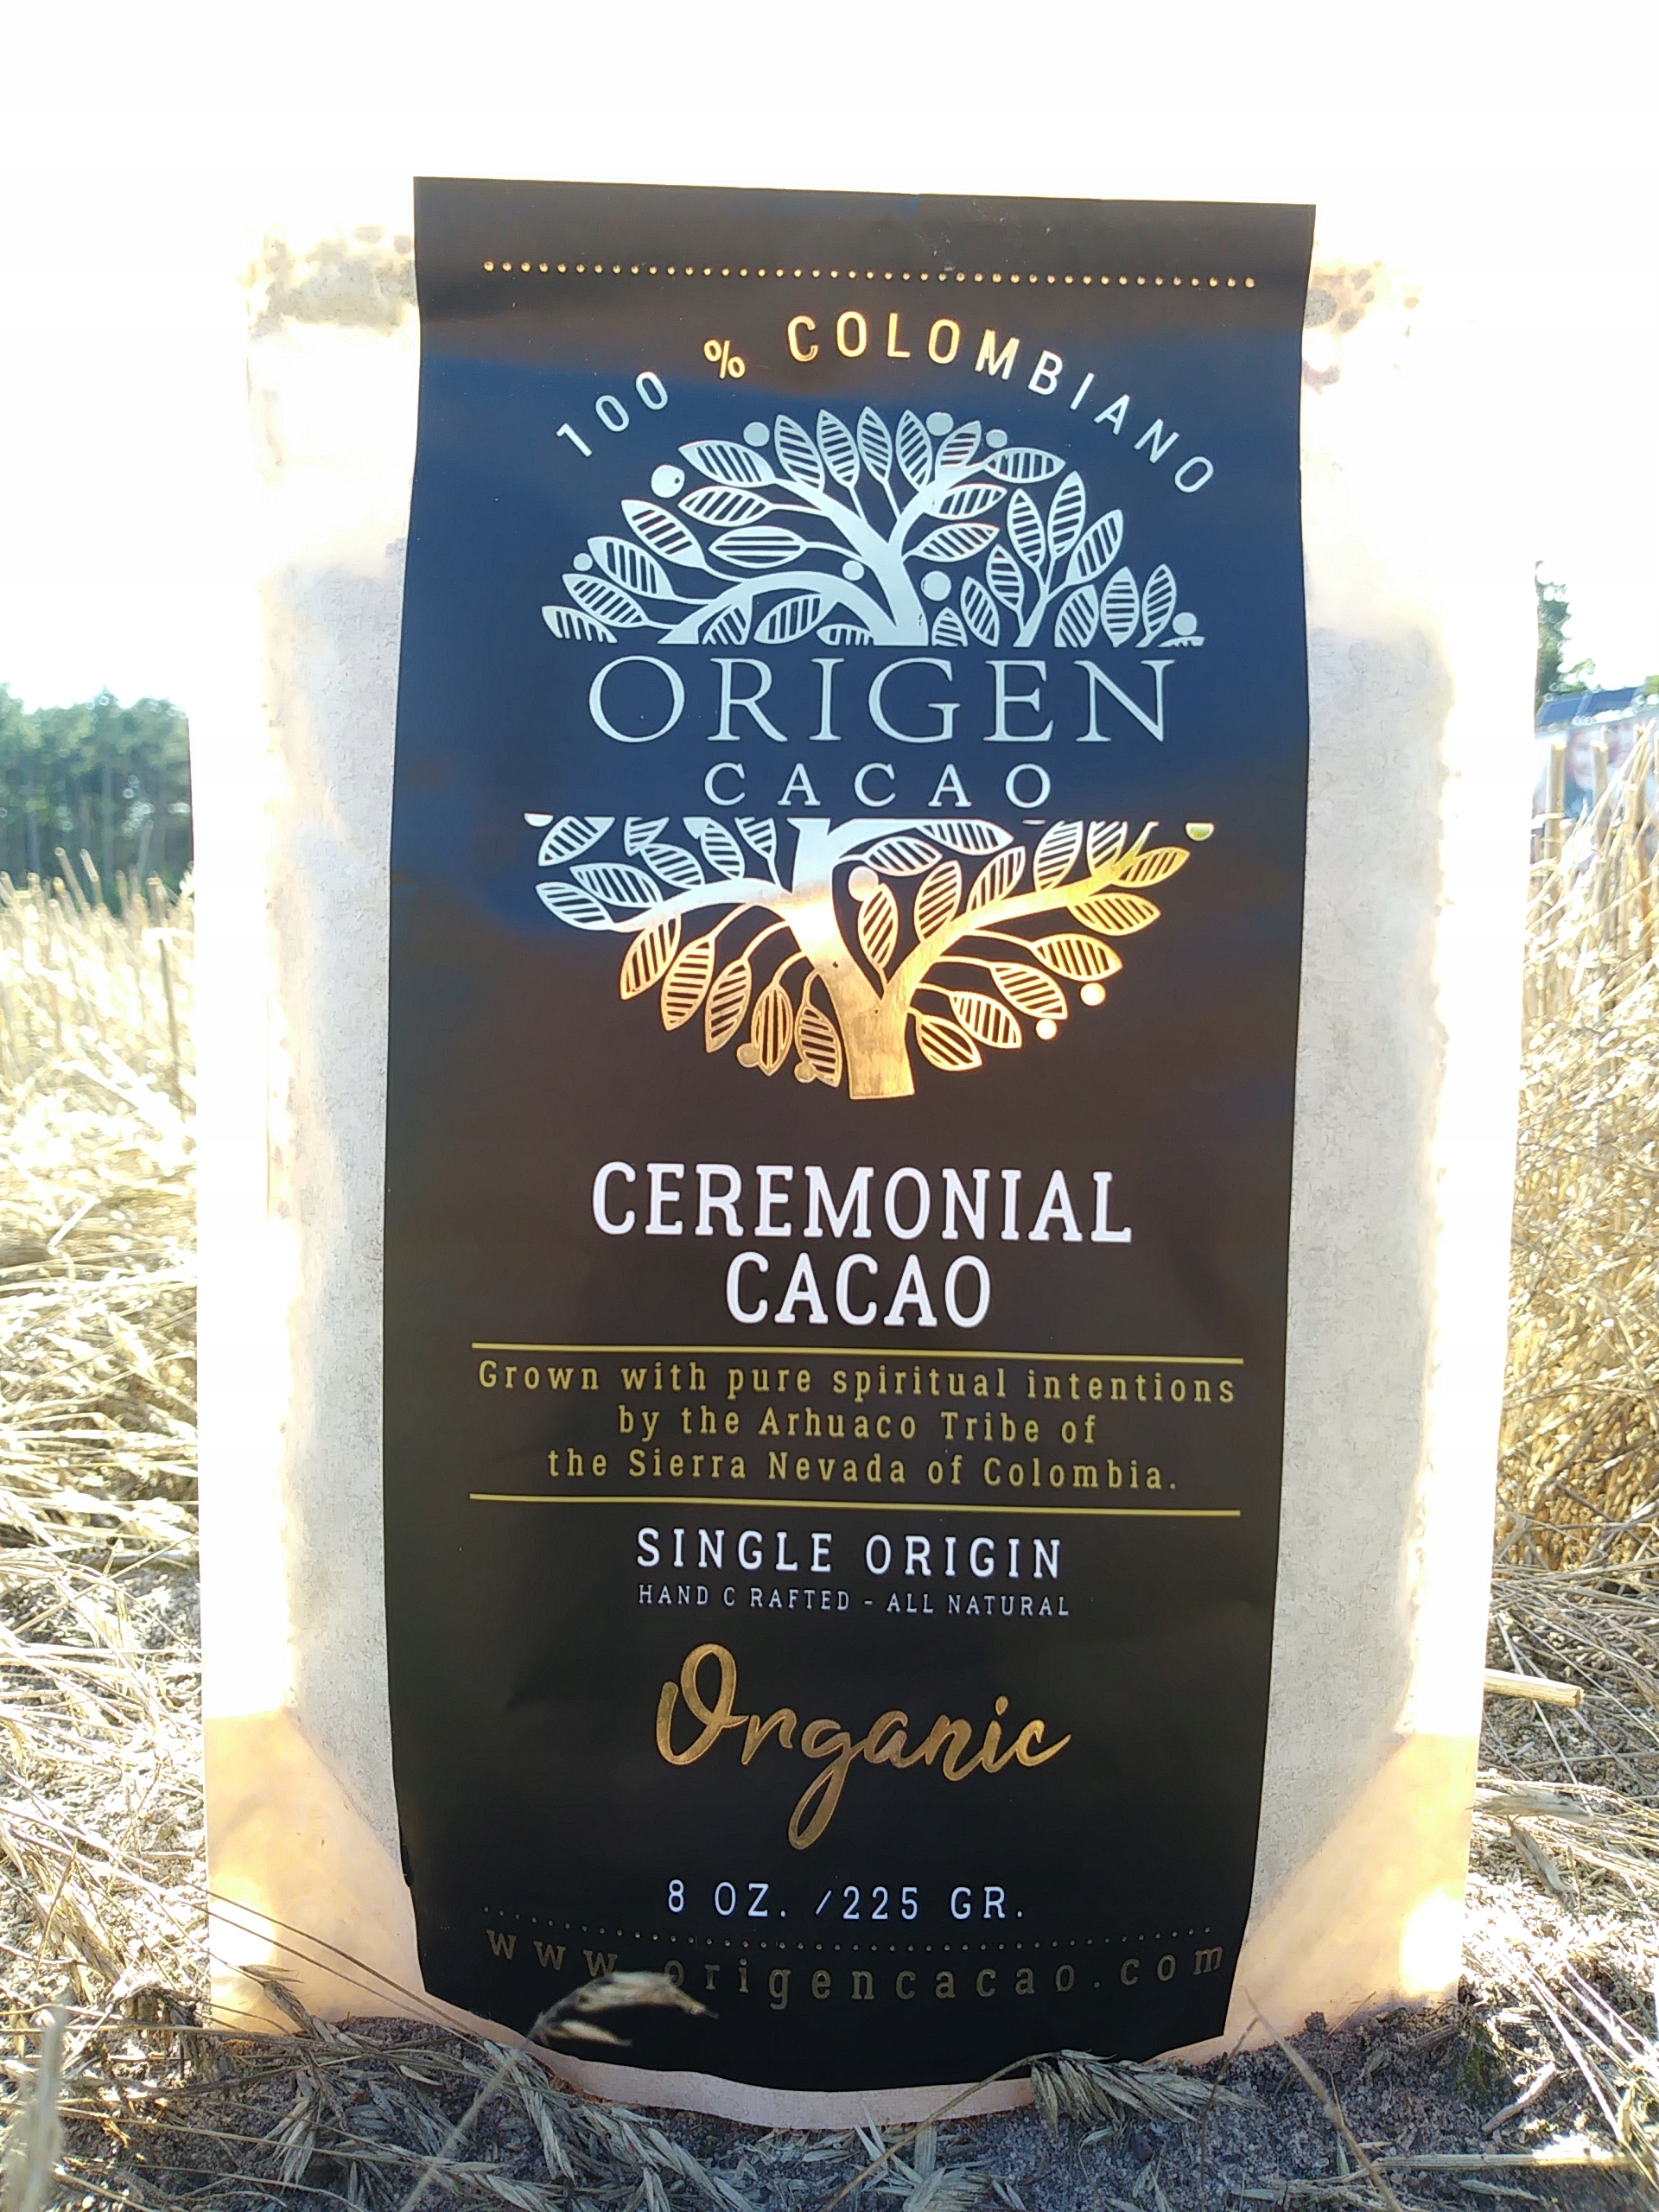 100 % COLOMBIANO
ORIGEN
CACAO
CEREMONIAL
CACAO
Grown with pure spiritual intentions
by the Arhuaco Tribe of
the Sierra Nevada of Colombia.
SINGLE ORIGIN
HAND C RAFTED - ALL NATURAL
Organic
8 OZ. /225 GR.
www.origencacao.com